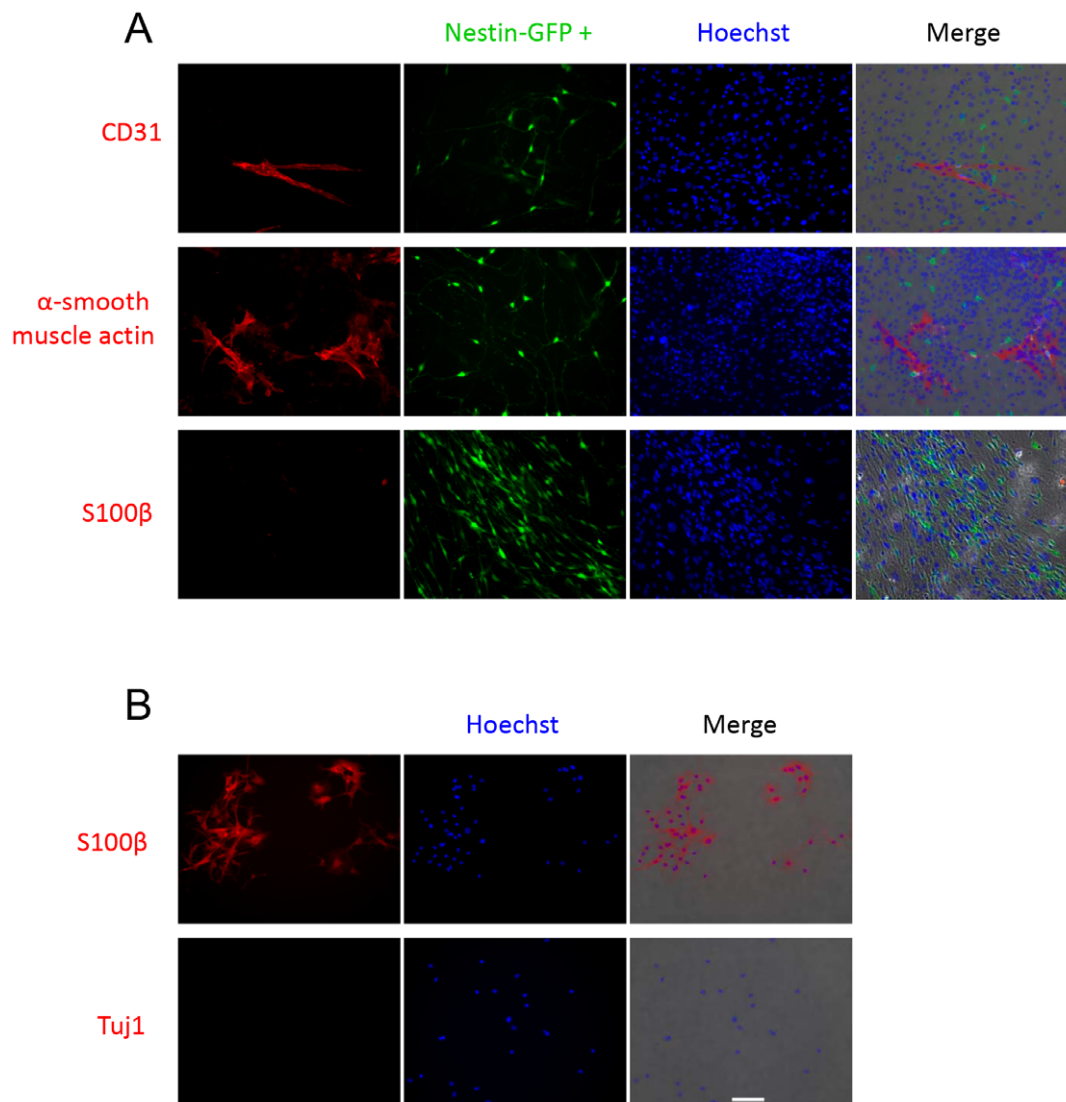 A
Nestin-GFP + Hoechst Merge
CD31
α-smooth
muscle actin
S100β
B
Hoechst Merge
S100β
Tuj1